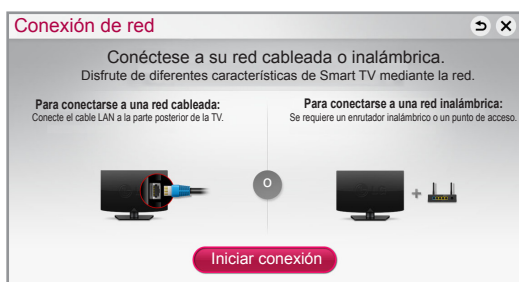 Conexión de red
Conéctese a su red cableada o inalámbrica.
Disfrute de diferentes características de Smart TV mediante la red.
Para conectarse a una red cableada:
Conecte el cable LAN a la parte posterior de la TV.
Para conectarse a una red inalámbrica:
Se requiere un enrutador inalámbrico o un punto de acceso.
o
Iniciar conexión